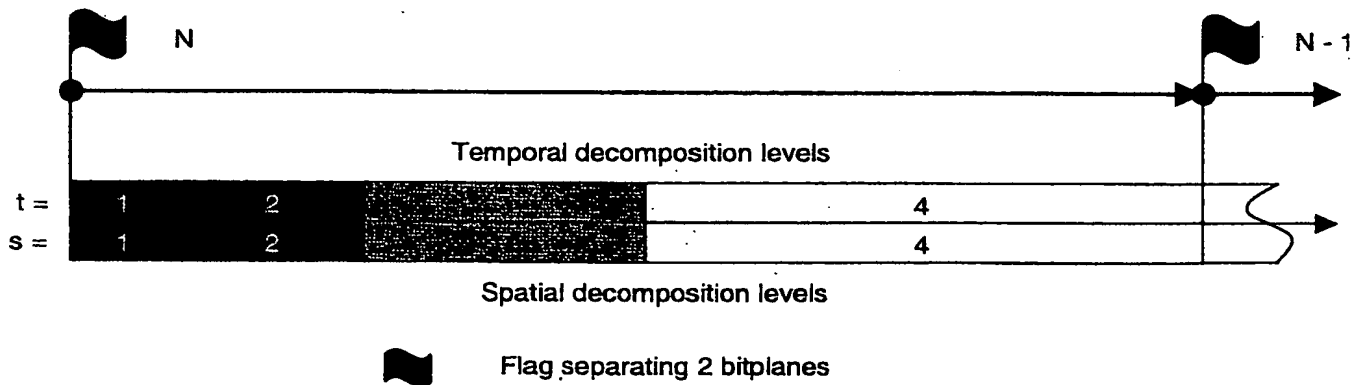 N
N - 1
Temporal decomposition levels
t = 1 2 4
s = 1 2 4
Spatial decomposition levels
Flag separating 2 bitplanes